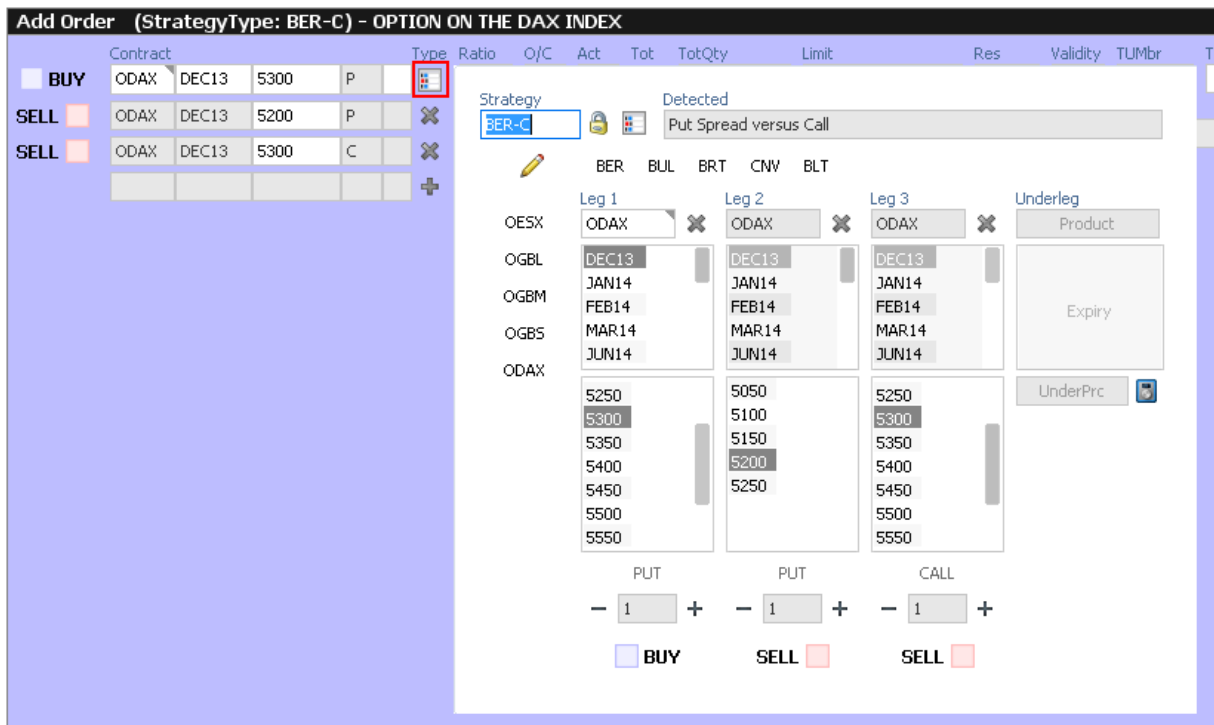 Add Order (StrategyType: BER-C) - OPTION ON THE DAX INDEX
Contract Type Ratio O/C Act Tot TotQty Limit Res Validity TUMbr T
BUY ODAX DEC13 5300 P
SELL ODAX DEC13 5200 P
SELL ODAX DEC13 5300 C
Strategy Detected
BER-C Put Spread versus Call
BER BUL BRT CNV BLT
Leg 1 Leg 2 Leg 3 Underleg
OESX ODAX ODAX ODAX Product
OGBL DEC13 DEC13 DEC13
JAN14 JAN14 JAN14
OGBM FEB14 FEB14 FEB14 Expiry
OGBS MAR14 MAR14 MAR14
JUN14 JUN14 JUN14
ODAX
5250 5050 5250 UnderPrc
5300 5100 5300
5350 5150 5350
5400 5200 5400
5450 5250 5450
5500 5500
5550 5550
PUT PUT CALL
− 1 + − 1 + − 1 +
BUY SELL SELL